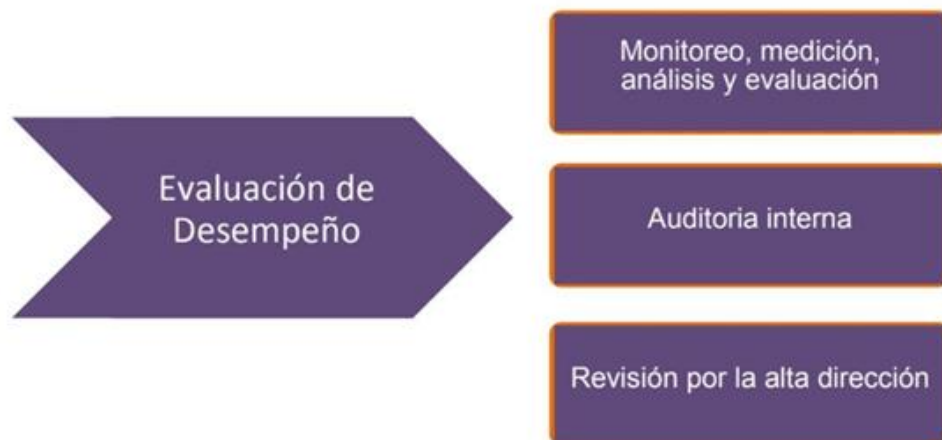 Evaluación de
Desempeño
Monitoreo, medición,
análisis y evaluación
Auditoria interna
Revisión por la alta dirección